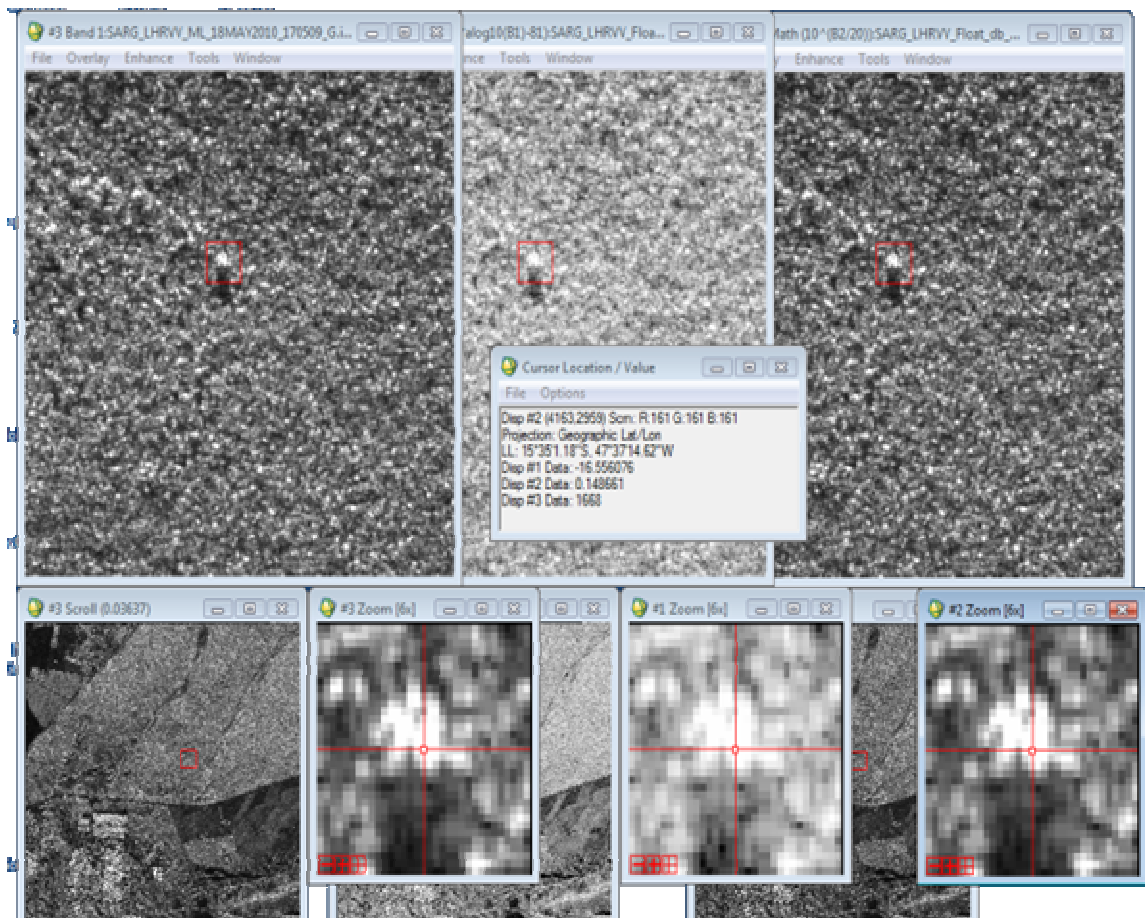 #3 Band 1:SARG_LHRVV_ML_18MAY2010_170509_G.i...
alog10(B1)-81):SARG_LHRVV_Floa...
Math (10^(B2/20)):SARG_LHRVV_Float_db_...
File Overlay Enhance Tools Window
nce Tools Window
y Enhance Tools Window
Cursor Location / Value
File Options
Disp #2 (4163,2959) Scrn: R:161 G:161 B:161
Projection: Geographic Lat/Lon
LL: 15°35'1.18"S, 47°37'14.62"W
Disp #1 Data: -16.556076
Disp #2 Data: 0.148661
Disp #3 Data: 1668
#3 Scroll (0.03637)
#3 Zoom [6x]
#1 Zoom [6x]
#2 Zoom [6x]